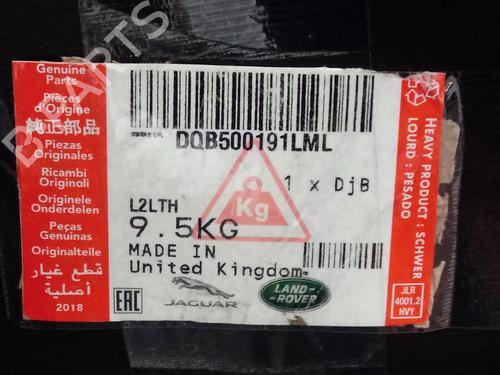 BPARTS
Genuine
Parts
Pièces
d'Origine
純正部品
Piezas
Originales
Ricambi
Originali
Originele
Onderdelen
Peças
Genuínas
Originalteile
قطع غيار
أصلية
2018
DQB500191LML
1 x DjB
Kg
L2LTH
9.5KG
MADE IN
United Kingdom
EAC
JAGUAR
LAND-
ROVER
HEAVY PRODUCT : SCHWER
LOURD : PESADO
JLR
4001.2
HVY